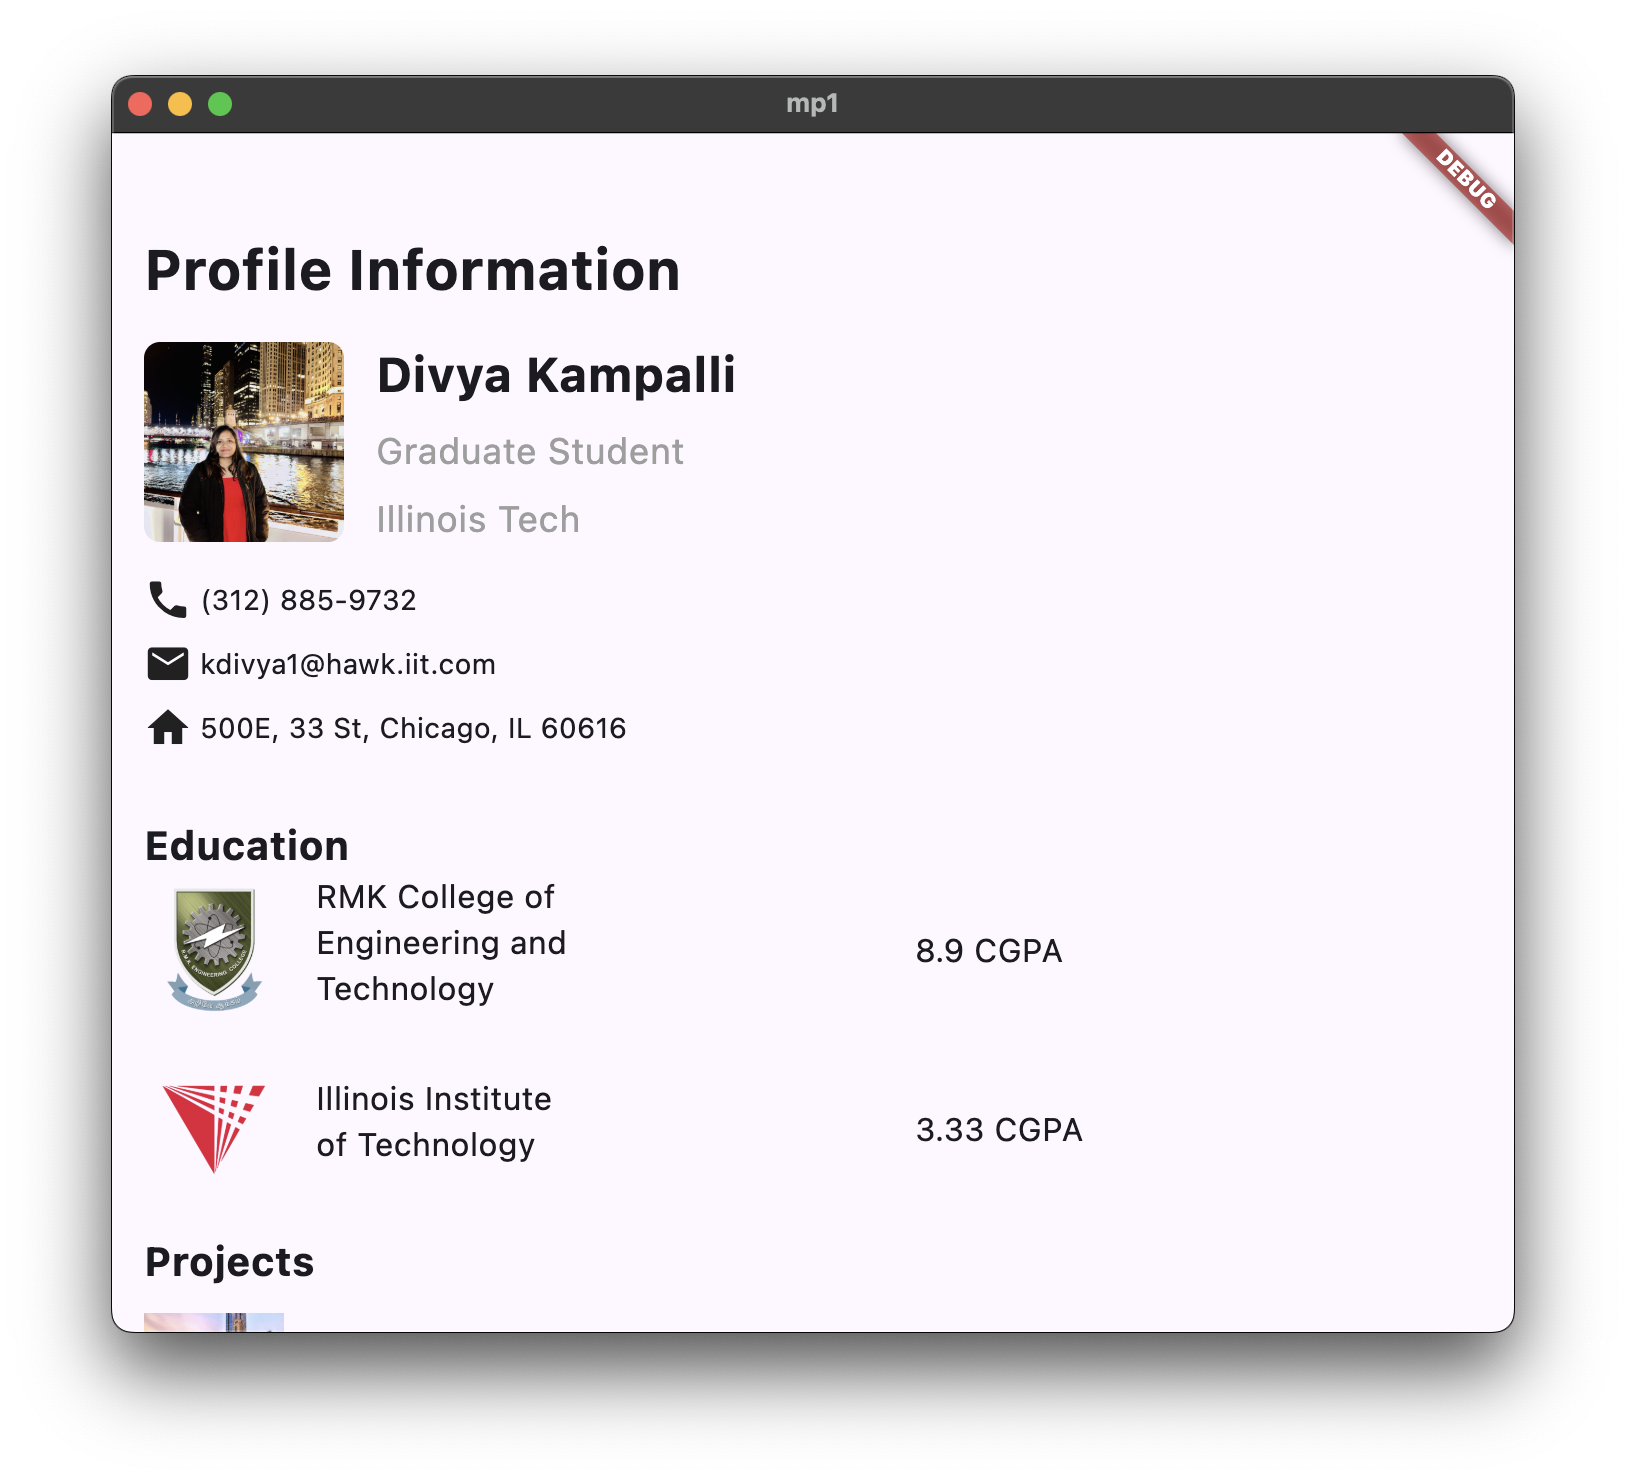 mp1
DEBUG
Profile Information
Divya Kampalli
Graduate Student
Illinois Tech
(312) 885-9732
kdivya1@hawk.iit.com
500E, 33 St, Chicago, IL 60616
Education
RMK College of
Engineering and
Technology
8.9 CGPA
Illinois Institute
of Technology
3.33 CGPA
Projects